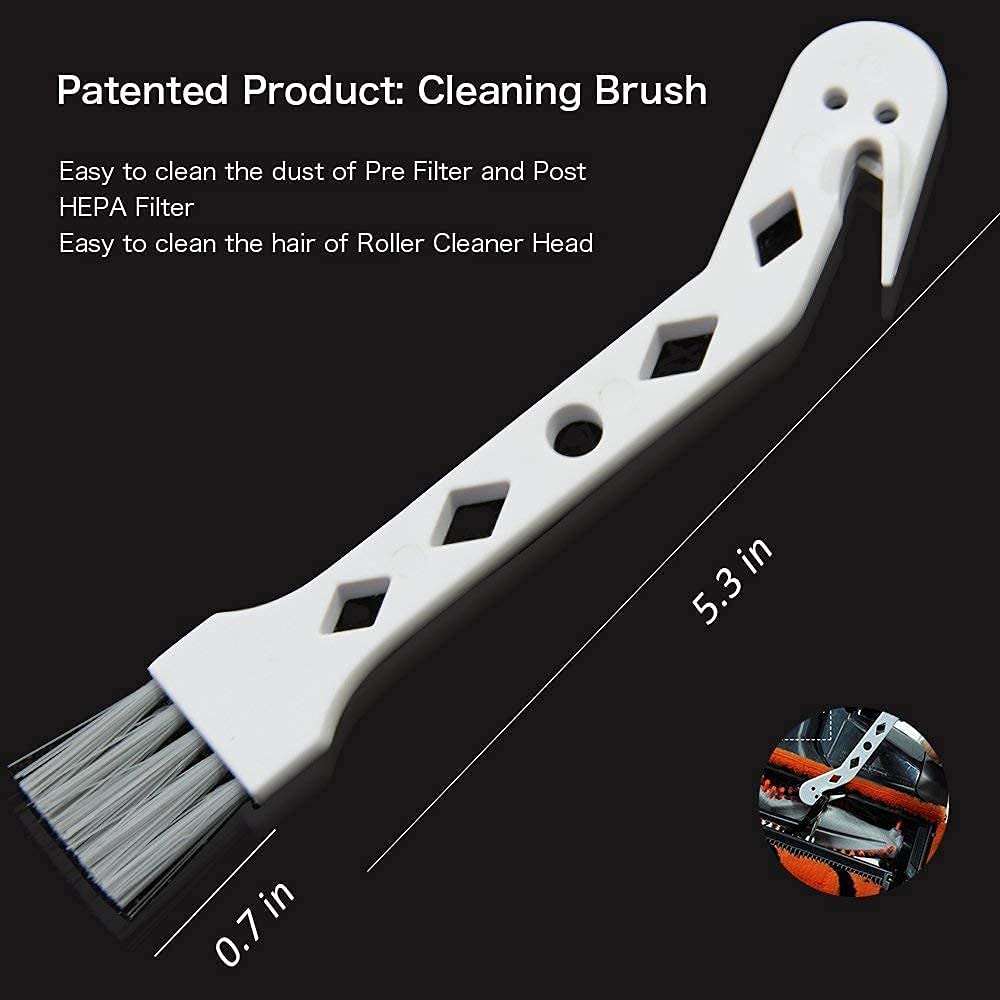 Patented Product: Cleaning Brush
Easy to clean the dust of Pre Filter and Post
HEPA Filter
Easy to clean the hair of Roller Cleaner Head
5.3 in
0.7 in